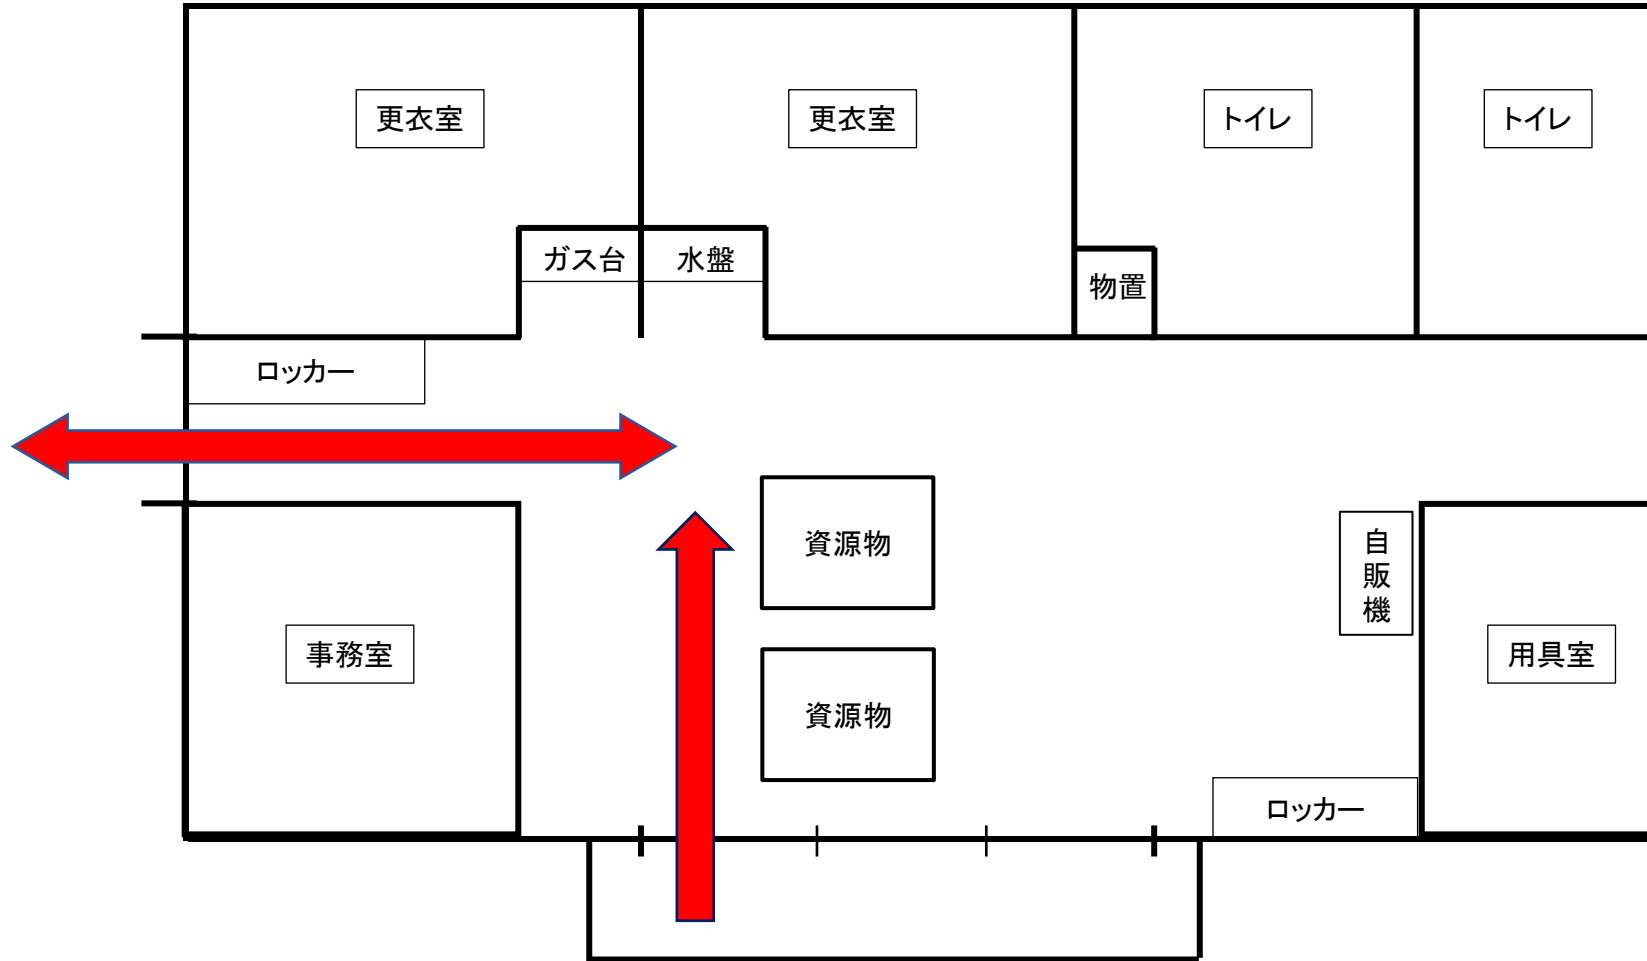 更衣室
更衣室
トイレ
トイレ
ガス台
水盤
物置
ロッカー
資源物
自
販
機
事務室
用具室
資源物
ロッカー